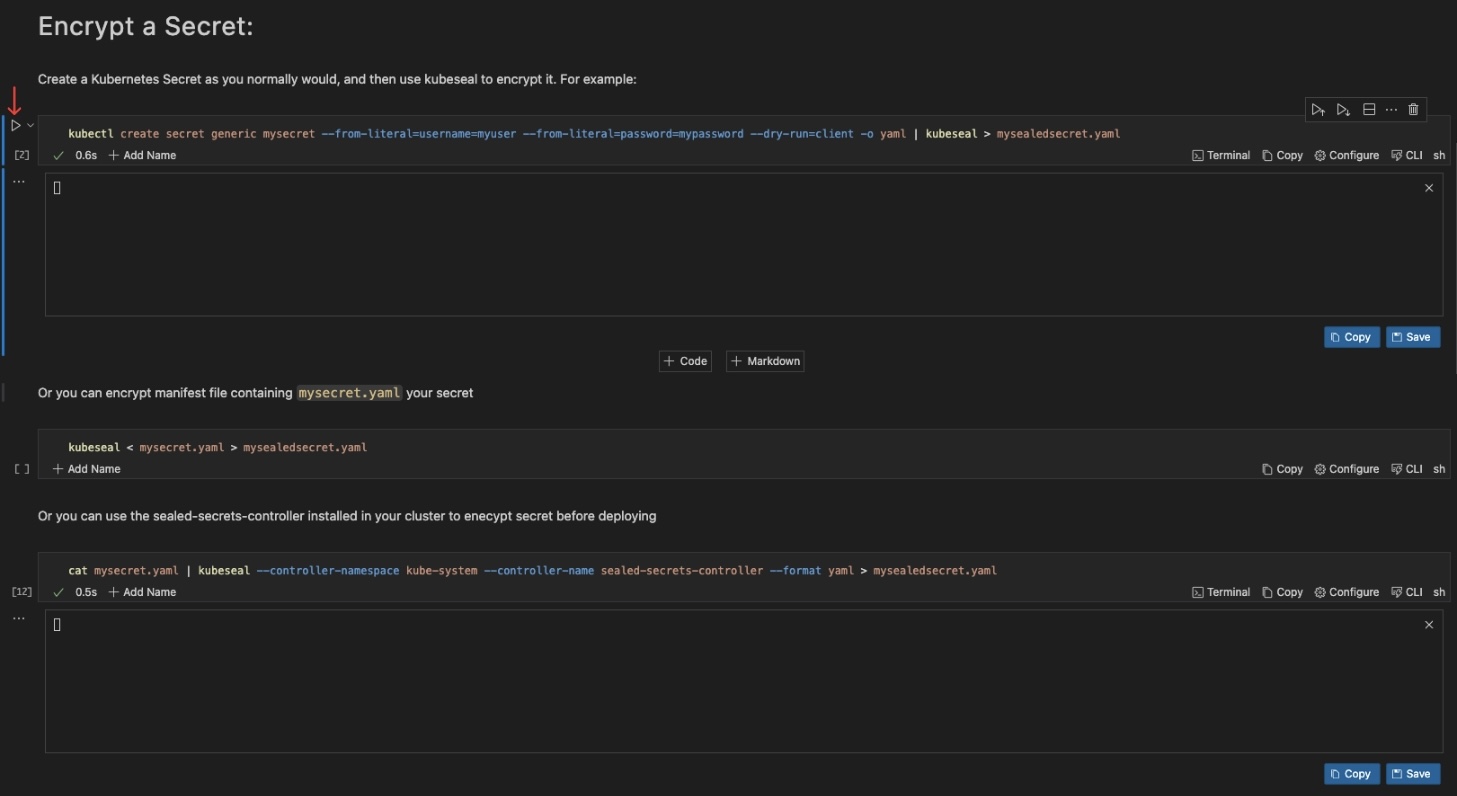 Encrypt a Secret:
Create a Kubernetes Secret as you normally would, and then use kubeseal to encrypt it. For example:
kubectl create secret generic mysecret --from-literal=username=myuser --from-literal=password=mypassword --dry-run=client -o yaml | kubeseal > mysealedsecret.yaml
[2] 0.6s + Add Name Terminal Copy Configure CLI sh
...
Copy Save
+ Code + Markdown
Or you can encrypt manifest file containing mysecret.yaml your secret
kubeseal < mysecret.yaml > mysealedsecret.yaml
[ ] + Add Name Copy Configure CLI sh
Or you can use the sealed-secrets-controller installed in your cluster to enecypt secret before deploying
cat mysecret.yaml | kubeseal --controller-namespace kube-system --controller-name sealed-secrets-controller --format yaml > mysealedsecret.yaml
[12] 0.5s + Add Name Terminal Copy Configure CLI sh
...
Copy Save